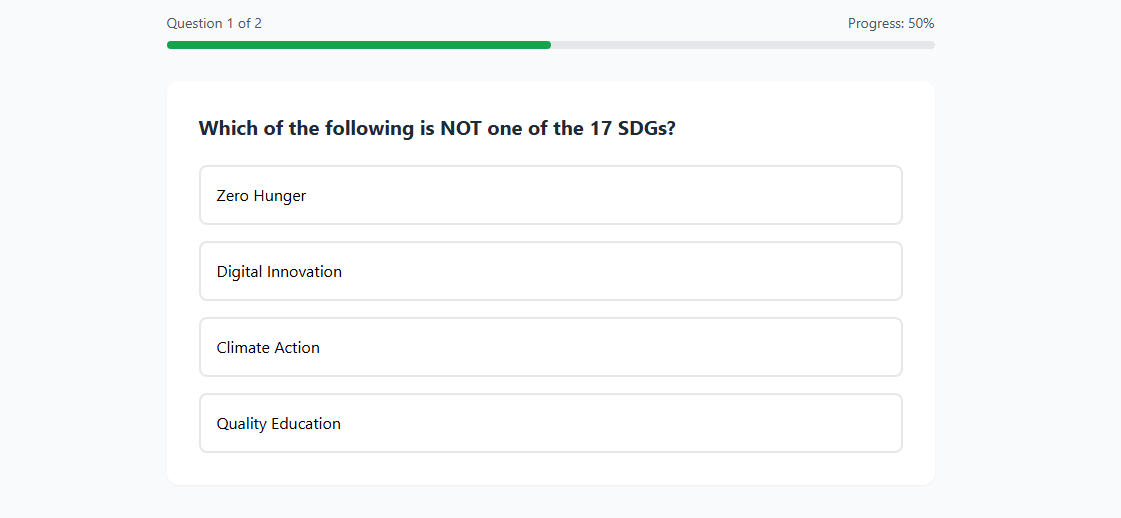 Question 1 of 2
Progress: 50%
Which of the following is NOT one of the 17 SDGs?
Zero Hunger
Digital Innovation
Climate Action
Quality Education